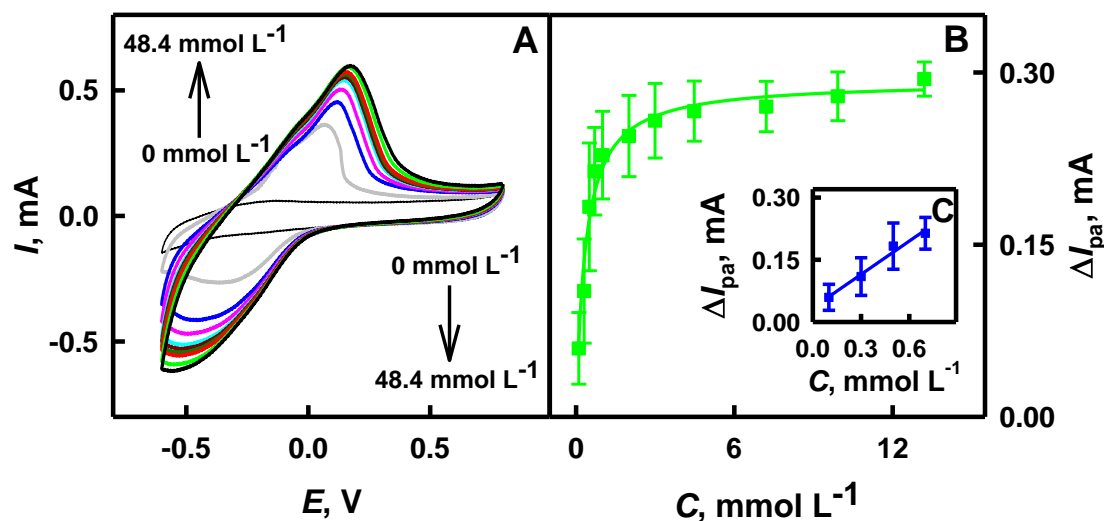 A
48.4 mmol L-1
0 mmol L-1
0 mmol L-1
48.4 mmol L-1
0.5
0.0
-0.5
I, mA
-0.5 0.0 0.5
E, V
B
0.30
0.15
0.00
ΔIpa, mA
0 6 12
C, mmol L-1
C
0.30
0.15
0.00
ΔIpa, mA
0.0 0.3 0.6
C, mmol L-1